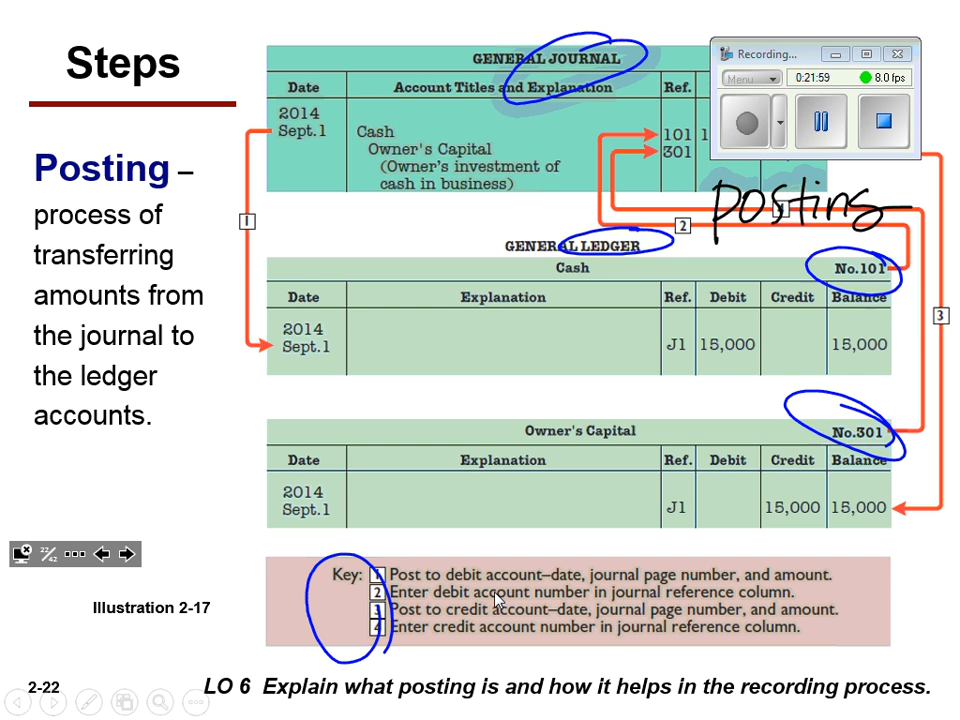 Steps
Posting –
process of
transferring
amounts from
the journal to
the ledger
accounts.
GENERAL JOURNAL
Date Account Titles and Explanation Ref.
2014
Sept.1 Cash 101 1
Owner's Capital 301
(Owner's investment of
cash in business)
Recording...
Menu 0:21:59 8.0 fps
posting
1
2
4
3
GENERAL LEDGER
Cash No.101
Date Explanation Ref. Debit Credit Balance
2014
Sept.1 J1 15,000 15,000
Owner's Capital No.301
Date Explanation Ref. Debit Credit Balance
2014
Sept.1 J1 15,000 15,000
Key: 1 Post to debit account–date, journal page number, and amount.
2 Enter debit account number in journal reference column.
3 Post to credit account–date, journal page number, and amount.
4 Enter credit account number in journal reference column.
22/42
Illustration 2-17
2-22
LO 6 Explain what posting is and how it helps in the recording process.